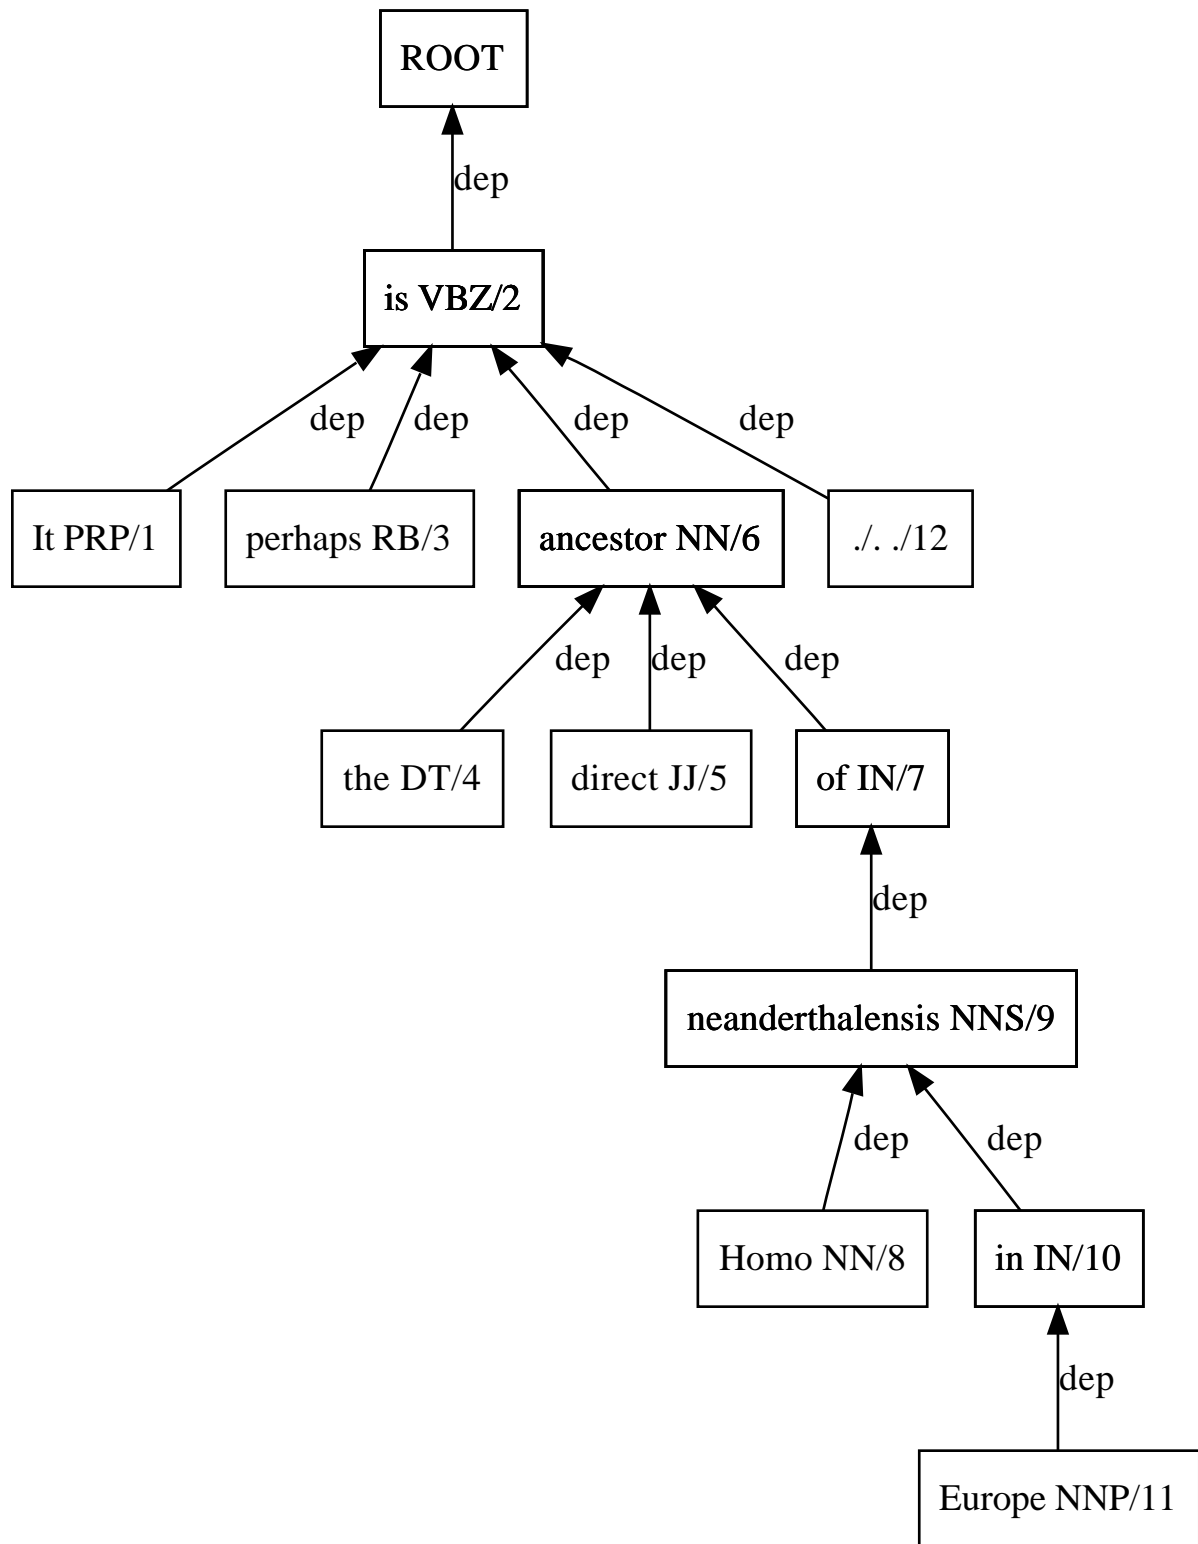 ROOT
dep
is VBZ/2
dep dep dep dep
It PRP/1 perhaps RB/3 ancestor NN/6 ./. ./12
dep dep dep
the DT/4 direct JJ/5 of IN/7
dep
neanderthalensis NNS/9
dep dep
Homo NN/8 in IN/10
dep
Europe NNP/11